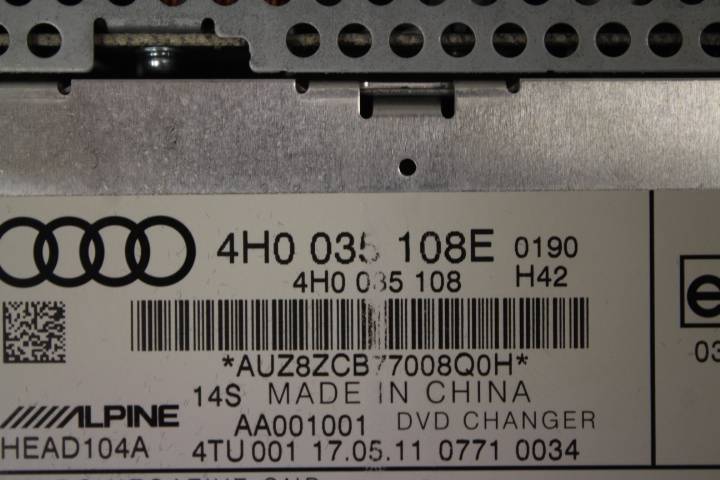 4H0 035 108E 0190
4H0 035 108 H42
*AUZ8ZCB77008Q0H*
14S MADE IN CHINA
ALPINE AA001001 DVD CHANGER
HEAD104A 4TU 001 17.05.11 0771 0034
e
03